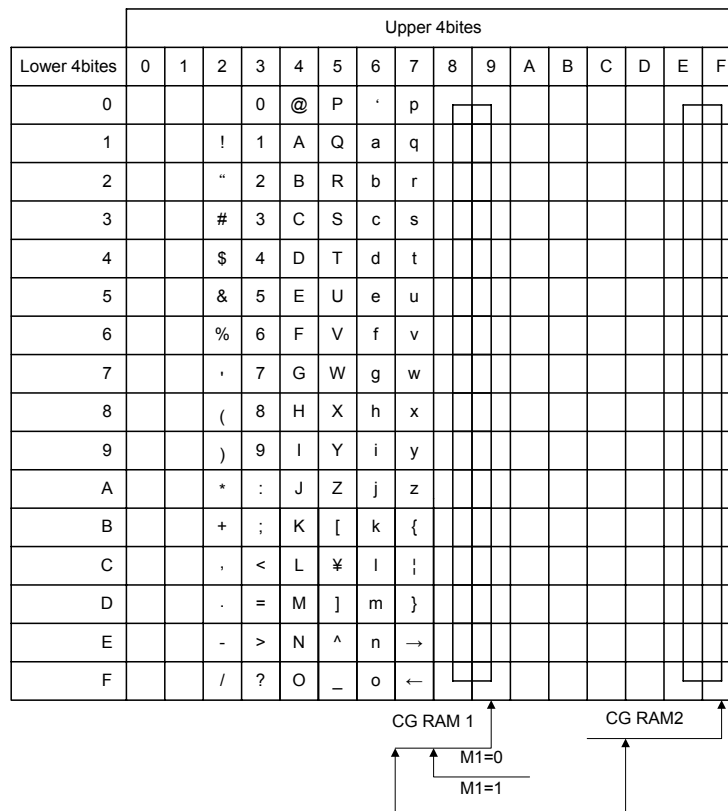 Upper 4bites
Lower 4bites 0 1 2 3 4 5 6 7 8 9 A B C D E F
0 0 @ P ‘ p
1 ! 1 A Q a q
2 “ 2 B R b r
3 # 3 C S c s
4 $ 4 D T d t
5 & 5 E U e u
6 % 6 F V f v
7 ' 7 G W g w
8 ( 8 H X h x
9 ) 9 I Y i y
A * : J Z j z
B + ; K [ k {
C , < L ¥ l ¦
D . = M ] m }
E - > N ^ n →
F / ? O _ o ←
CG RAM 1 CG RAM2
M1=0
M1=1